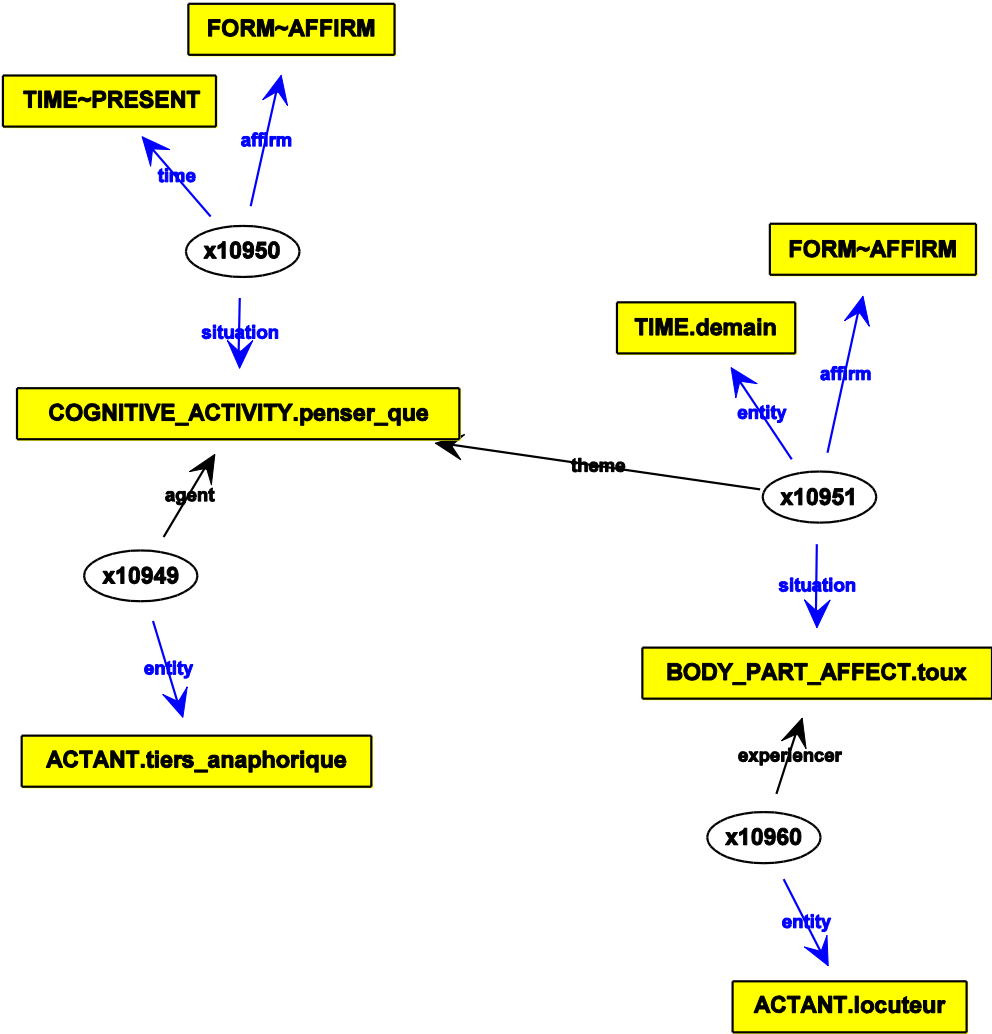 FORM~AFFIRM
TIME~PRESENT
affirm
time
x10950
situation
COGNITIVE_ACTIVITY.penser_que
agent
x10949
entity
ACTANT.tiers_anaphorique
theme
FORM~AFFIRM
TIME.demain
affirm
entity
x10951
situation
BODY_PART_AFFECT.toux
experiencer
x10960
entity
ACTANT.locuteur